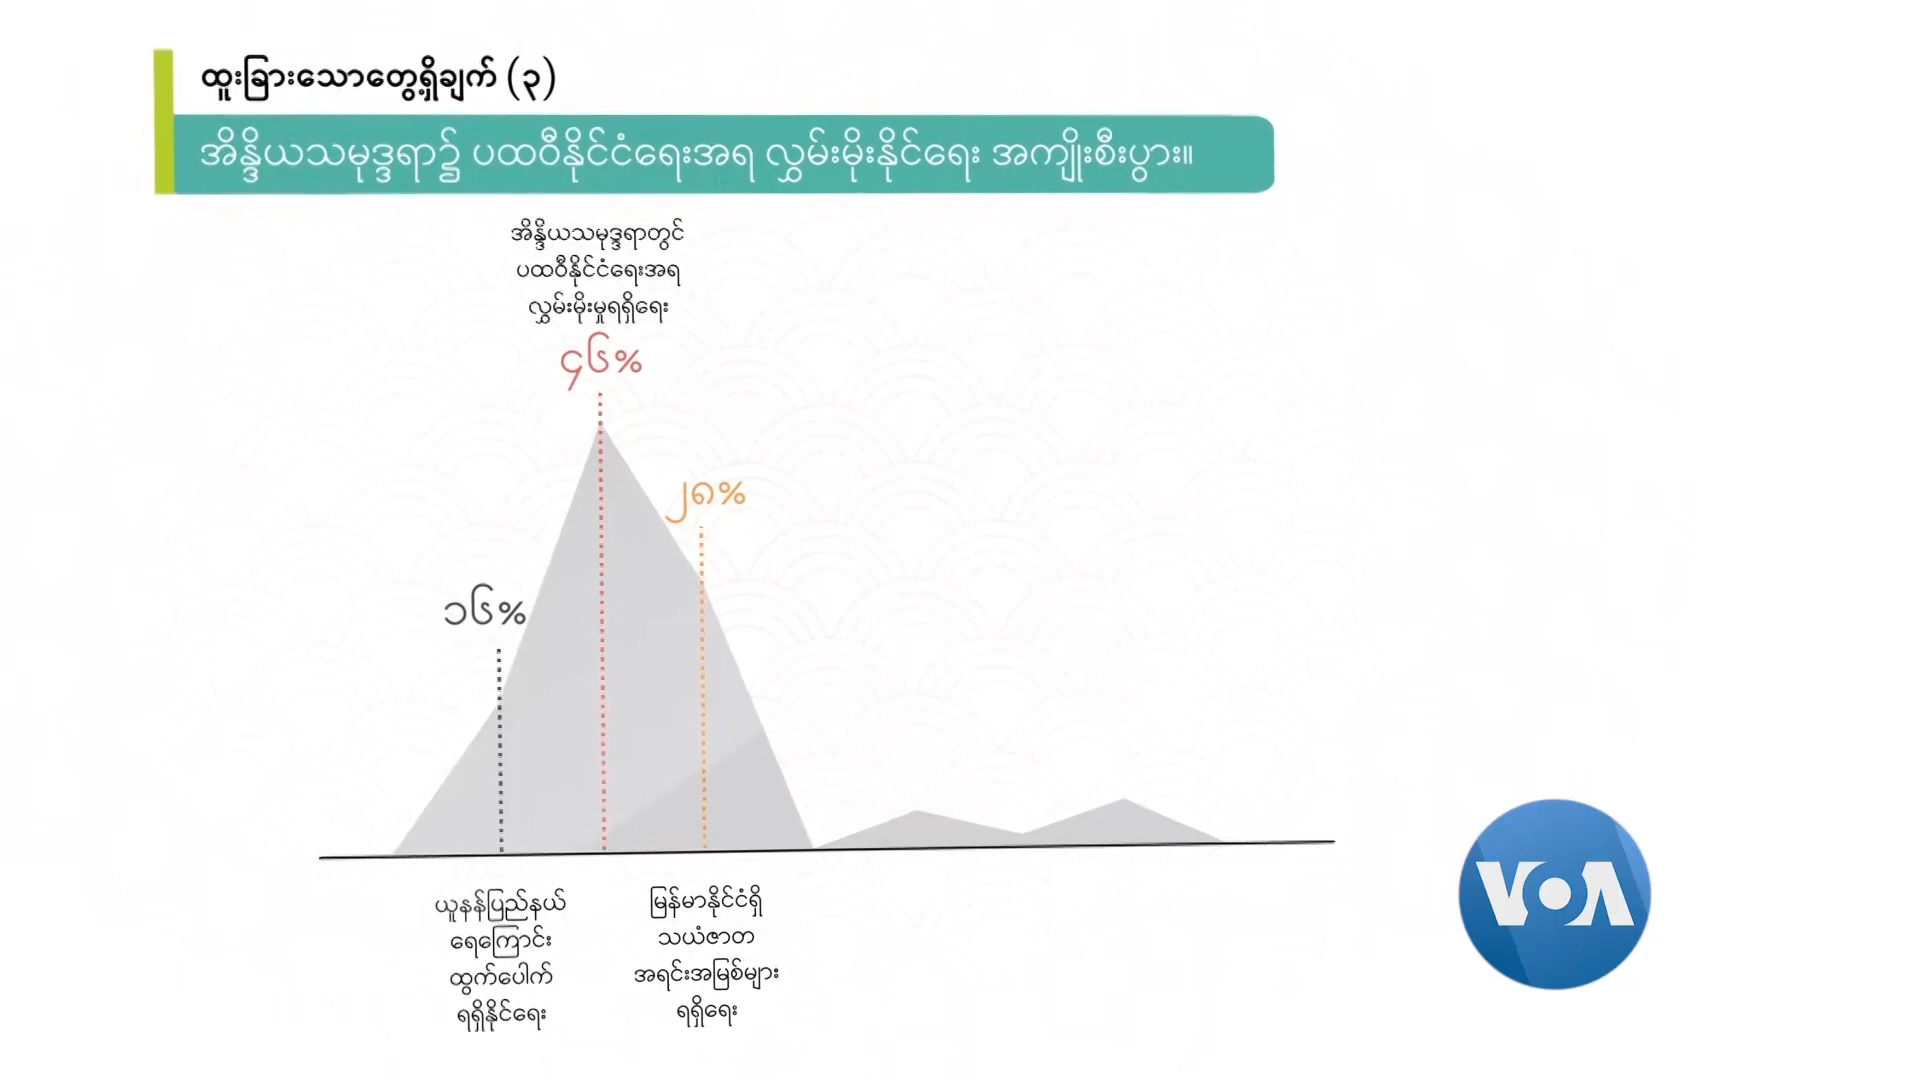 ထူးခြားသောတွေ့ရှိချက် (၃)
အိန္ဒိယသမုဒ္ဒရာ၌ ပထဝီနိုင်ငံရေးအရ လွှမ်းမိုးနိုင်ရေး အကျိုးစီးပွား။
အိန္ဒိယသမုဒ္ဒရာတွင်
ပထဝီနိုင်ငံရေးအရ
လွှမ်းမိုးမှုရရှိရေး
၄၆%
၂၈%
၁၆%
ယူနန်ပြည်နယ်
ရေကြောင်း
ထွက်ပေါက်
ရရှိနိုင်ရေး
မြန်မာနိုင်ငံရှိ
သယံဇာတ
အရင်းအမြစ်များ
ရရှိရေး
VOA